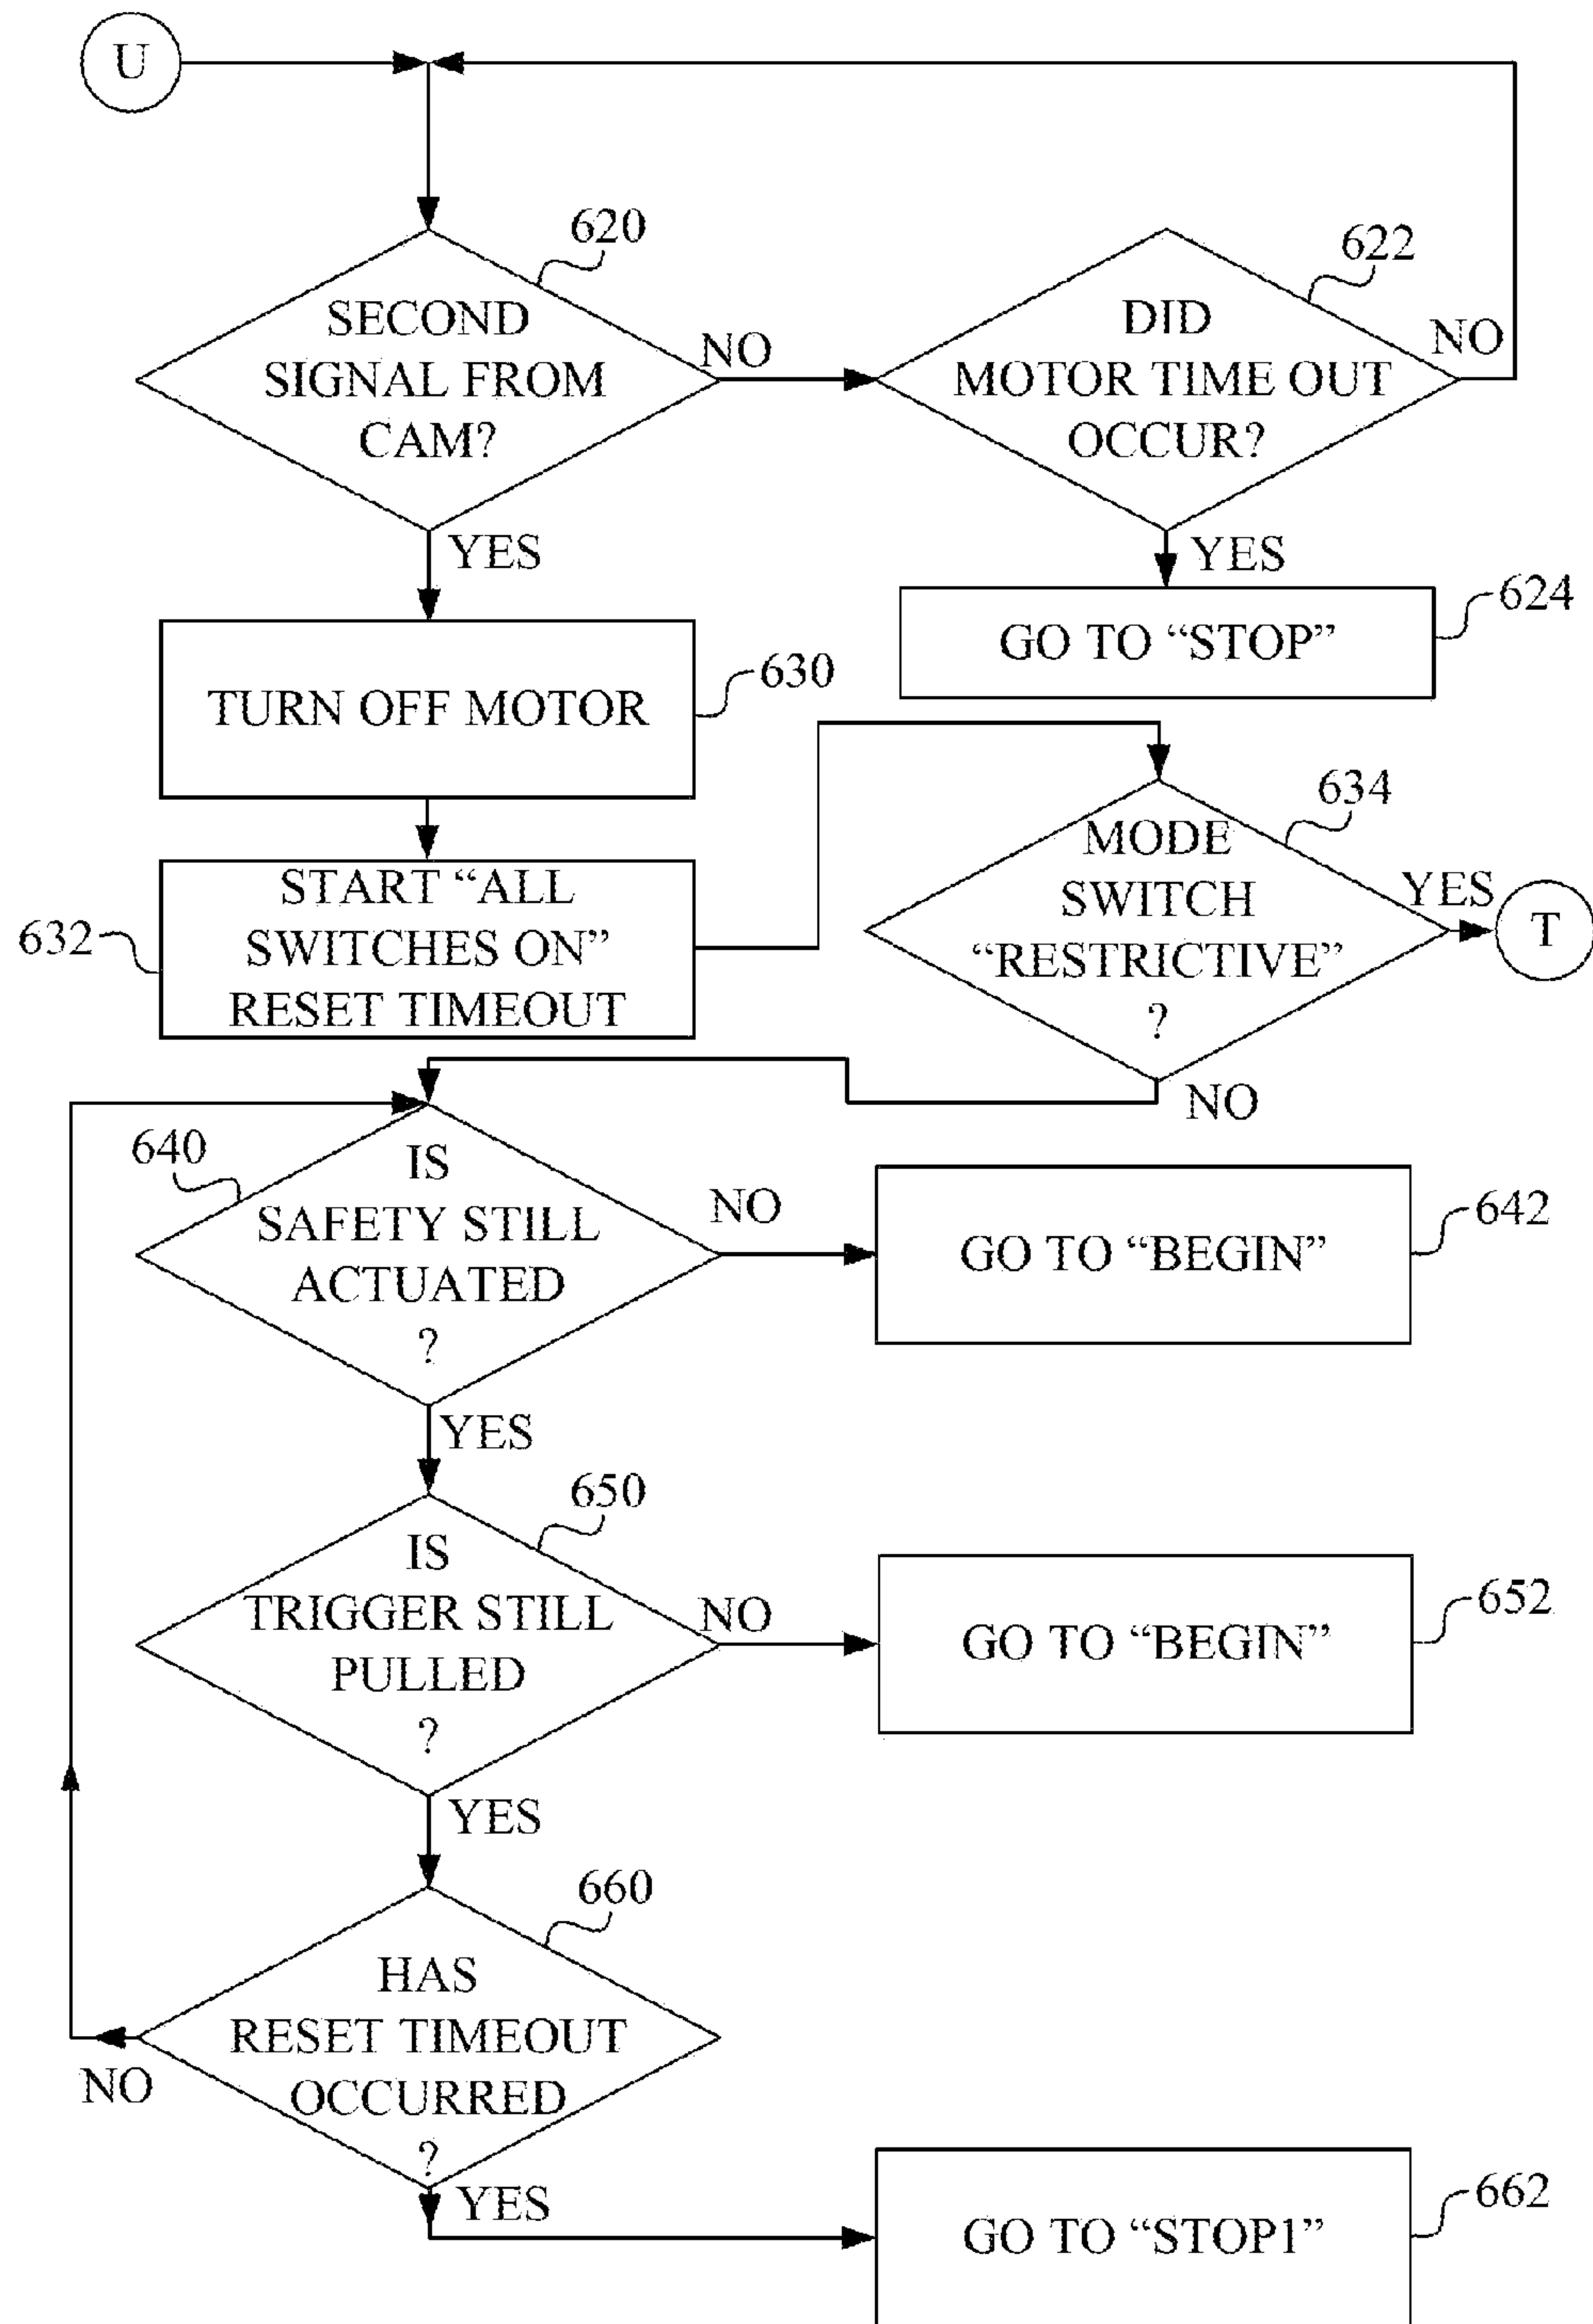 U
620
SECOND
SIGNAL FROM
CAM?
NO
YES
622
DID
MOTOR TIME OUT
OCCUR?
NO
YES
624
GO TO “STOP”
630
TURN OFF MOTOR
632
START “ALL
SWITCHES ON”
RESET TIMEOUT
634
MODE
SWITCH
“RESTRICTIVE”
?
YES
T
NO
640
IS
SAFETY STILL
ACTUATED
?
NO
642
GO TO “BEGIN”
YES
650
IS
TRIGGER STILL
PULLED
?
NO
652
GO TO “BEGIN”
YES
660
HAS
RESET TIMEOUT
OCCURRED
?
NO
YES
662
GO TO “STOP1”